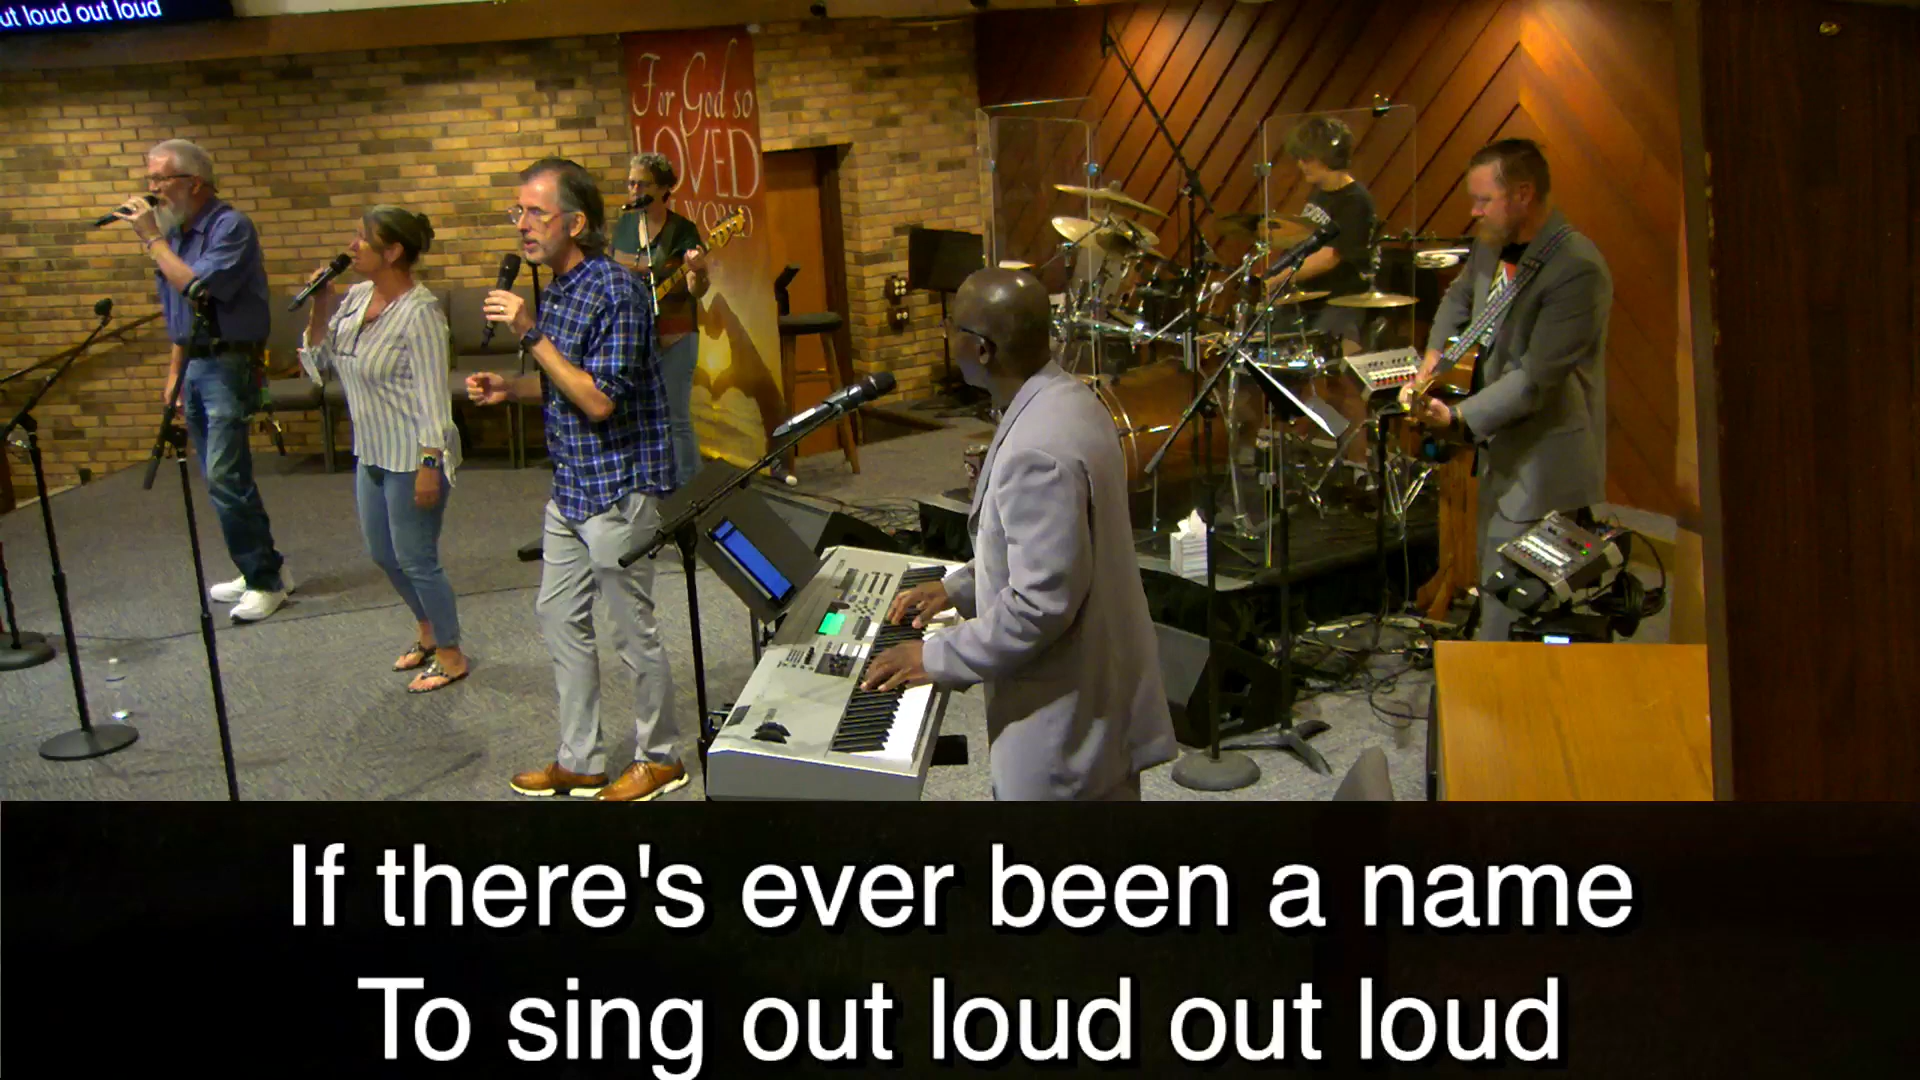 ut loud out loud
For God so
LOVED
WORLD
If there's ever been a name
To sing out loud out loud